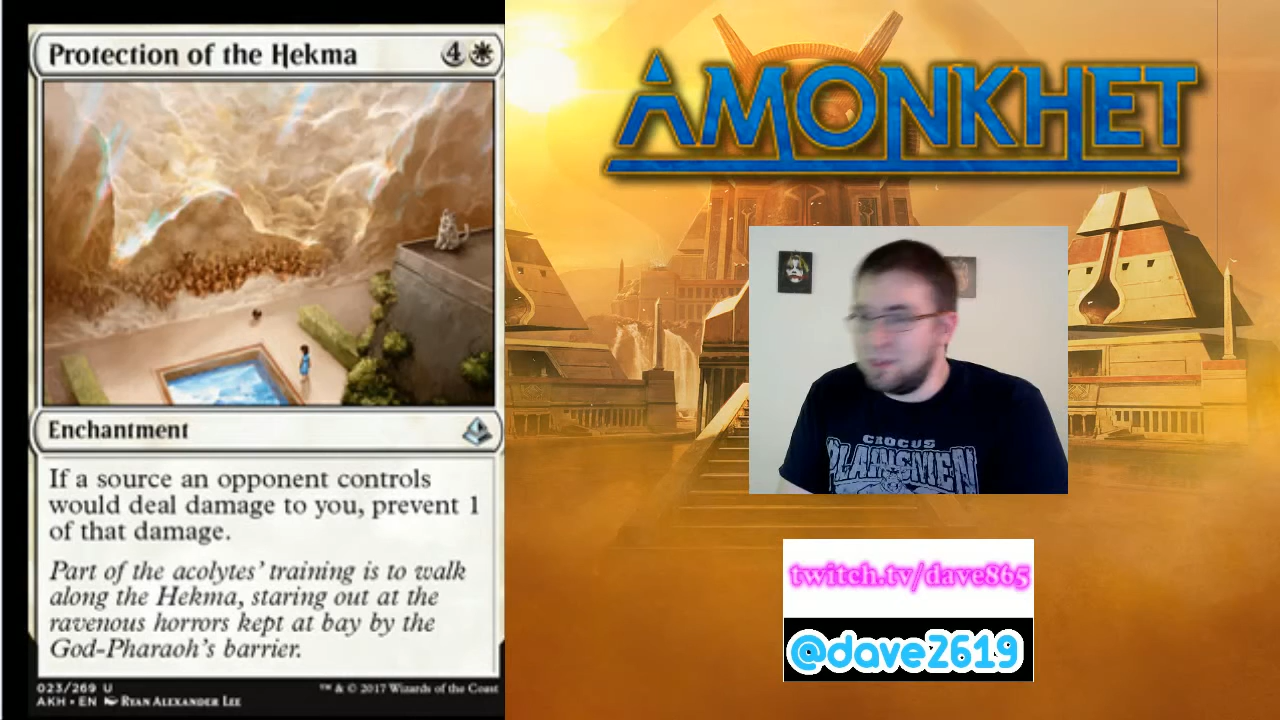 Protection of the Hekma
4
Enchantment
If a source an opponent controls
would deal damage to you, prevent 1
of that damage.
Part of the acolytes' training is to walk
along the Hekma, staring out at the
ravenous horrors kept at bay by the
God-Pharaoh's barrier.
023/269 U
AKH • EN Ryan Alexander Lee
™ & © 2017 Wizards of the Coast
AMONKHET
CROCUS
PLAINSMEN
twitch.tv/dave865
@dave2619